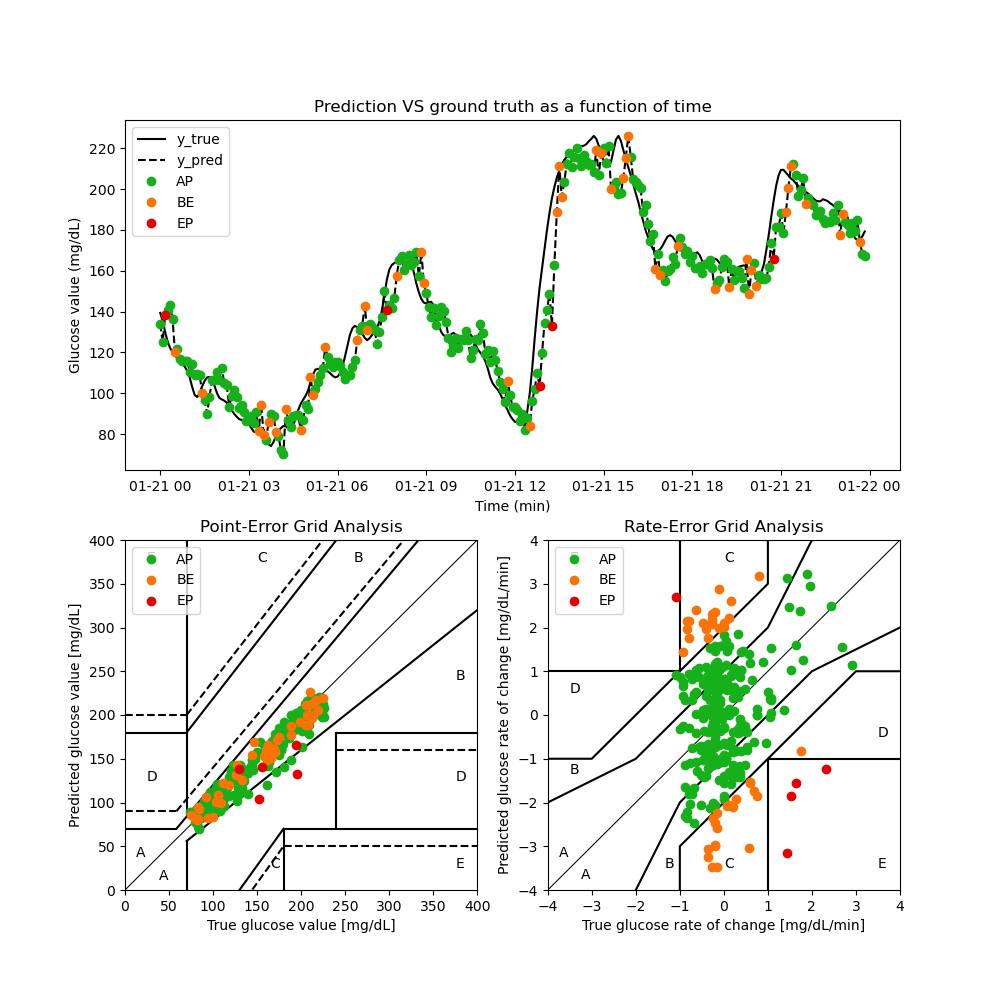 Prediction VS ground truth as a function of time
Glucose value (mg/dL)
220
200
180
160
140
120
100
80
y_true
y_pred
AP
BE
EP
01-21 00 01-21 03 01-21 06 01-21 09 01-21 12 01-21 15 01-21 18 01-21 21 01-22 00
Time (min)
Point-Error Grid Analysis
Predicted glucose value [mg/dL]
400
350
300
250
200
150
100
50
0
AP
BE
EP
C
B
B
D
D
A
A
C
E
0 50 100 150 200 250 300 350 400
True glucose value [mg/dL]
Rate-Error Grid Analysis
Predicted glucose rate of change [mg/dL/min]
4
3
2
1
0
−1
−2
−3
−4
AP
BE
EP
C
D
D
B
A
A
B
C
E
−4 −3 −2 −1 0 1 2 3 4
True glucose rate of change [mg/dL/min]